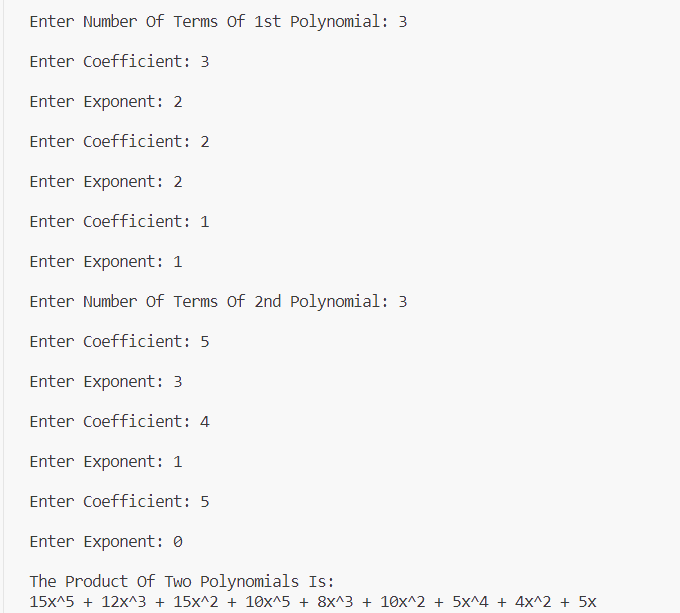 Enter Number Of Terms Of 1st Polynomial: 3
Enter Coefficient: 3
Enter Exponent: 2
Enter Coefficient: 2
Enter Exponent: 2
Enter Coefficient: 1
Enter Exponent: 1
Enter Number Of Terms Of 2nd Polynomial: 3
Enter Coefficient: 5
Enter Exponent: 3
Enter Coefficient: 4
Enter Exponent: 1
Enter Coefficient: 5
Enter Exponent: 0
The Product Of Two Polynomials Is:
15x^5 + 12x^3 + 15x^2 + 10x^5 + 8x^3 + 10x^2 + 5x^4 + 4x^2 + 5x